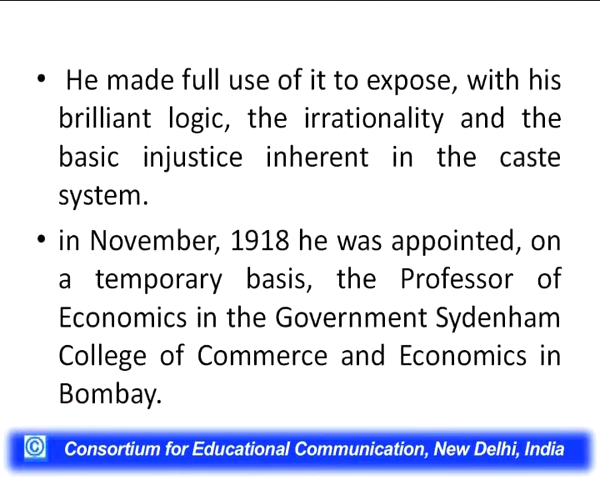 • He made full use of it to expose, with his
brilliant logic, the irrationality and the
basic injustice inherent in the caste
system.
• in November, 1918 he was appointed, on
a temporary basis, the Professor of
Economics in the Government Sydenham
College of Commerce and Economics in
Bombay.
© Consortium for Educational Communication, New Delhi, India